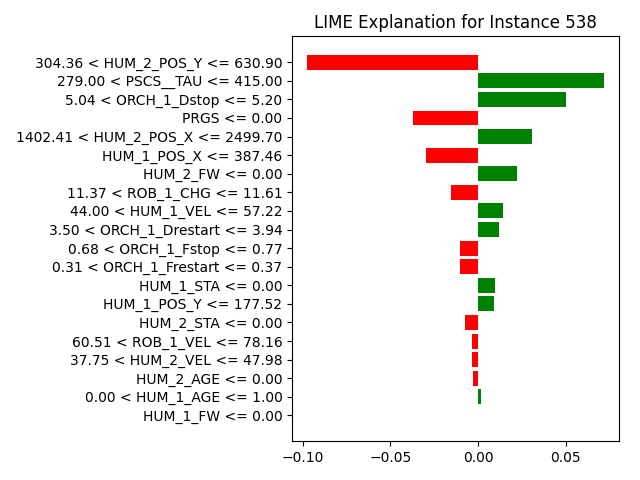 LIME Explanation for Instance 538
304.36 < HUM_2_POS_Y <= 630.90
279.00 < PSCS__TAU <= 415.00
5.04 < ORCH_1_Dstop <= 5.20
PRGS <= 0.00
1402.41 < HUM_2_POS_X <= 2499.70
HUM_1_POS_X <= 387.46
HUM_2_FW <= 0.00
11.37 < ROB_1_CHG <= 11.61
44.00 < HUM_1_VEL <= 57.22
3.50 < ORCH_1_Drestart <= 3.94
0.68 < ORCH_1_Fstop <= 0.77
0.31 < ORCH_1_Frestart <= 0.37
HUM_1_STA <= 0.00
HUM_1_POS_Y <= 177.52
HUM_2_STA <= 0.00
60.51 < ROB_1_VEL <= 78.16
37.75 < HUM_2_VEL <= 47.98
HUM_2_AGE <= 0.00
0.00 < HUM_1_AGE <= 1.00
HUM_1_FW <= 0.00
−0.10 −0.05 0.00 0.05